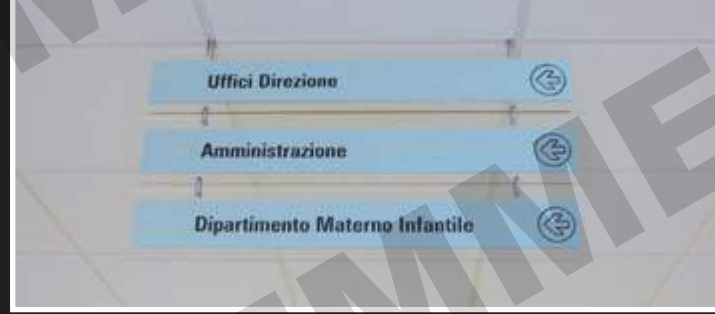 Uffici Direzione
Amministrazione
Dipartimento Materno Infantile